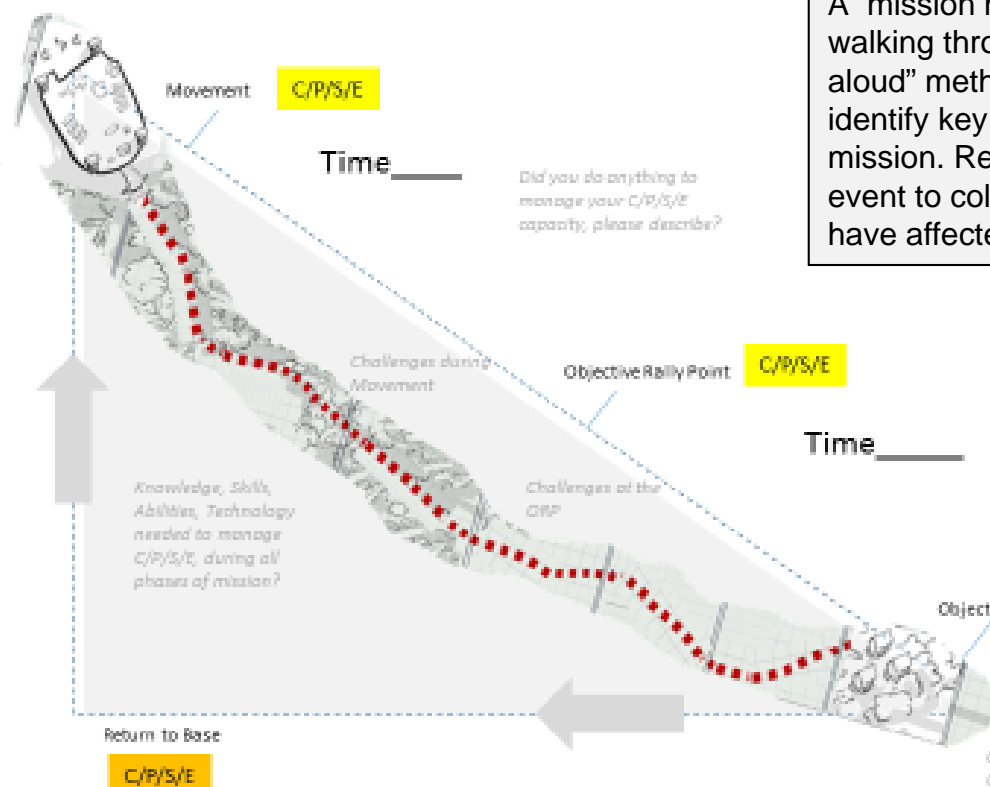 A "mission
walking thro
aloud" meth
identify key
mission. Re
event to col
have affecte
Movement
C/P/S/E
Time____
Did you do anything to
manage your C/P/S/E
capacity, please describe?
Challenges during
Movement
Objective Rally Point
C/P/S/E
Time_____
Knowledge, Skills,
Abilities, Technology
needed to manage
C/P/S/E, during all
phases of mission?
Challenges at the
ORP
Object
Return to Base
C/P/S/E